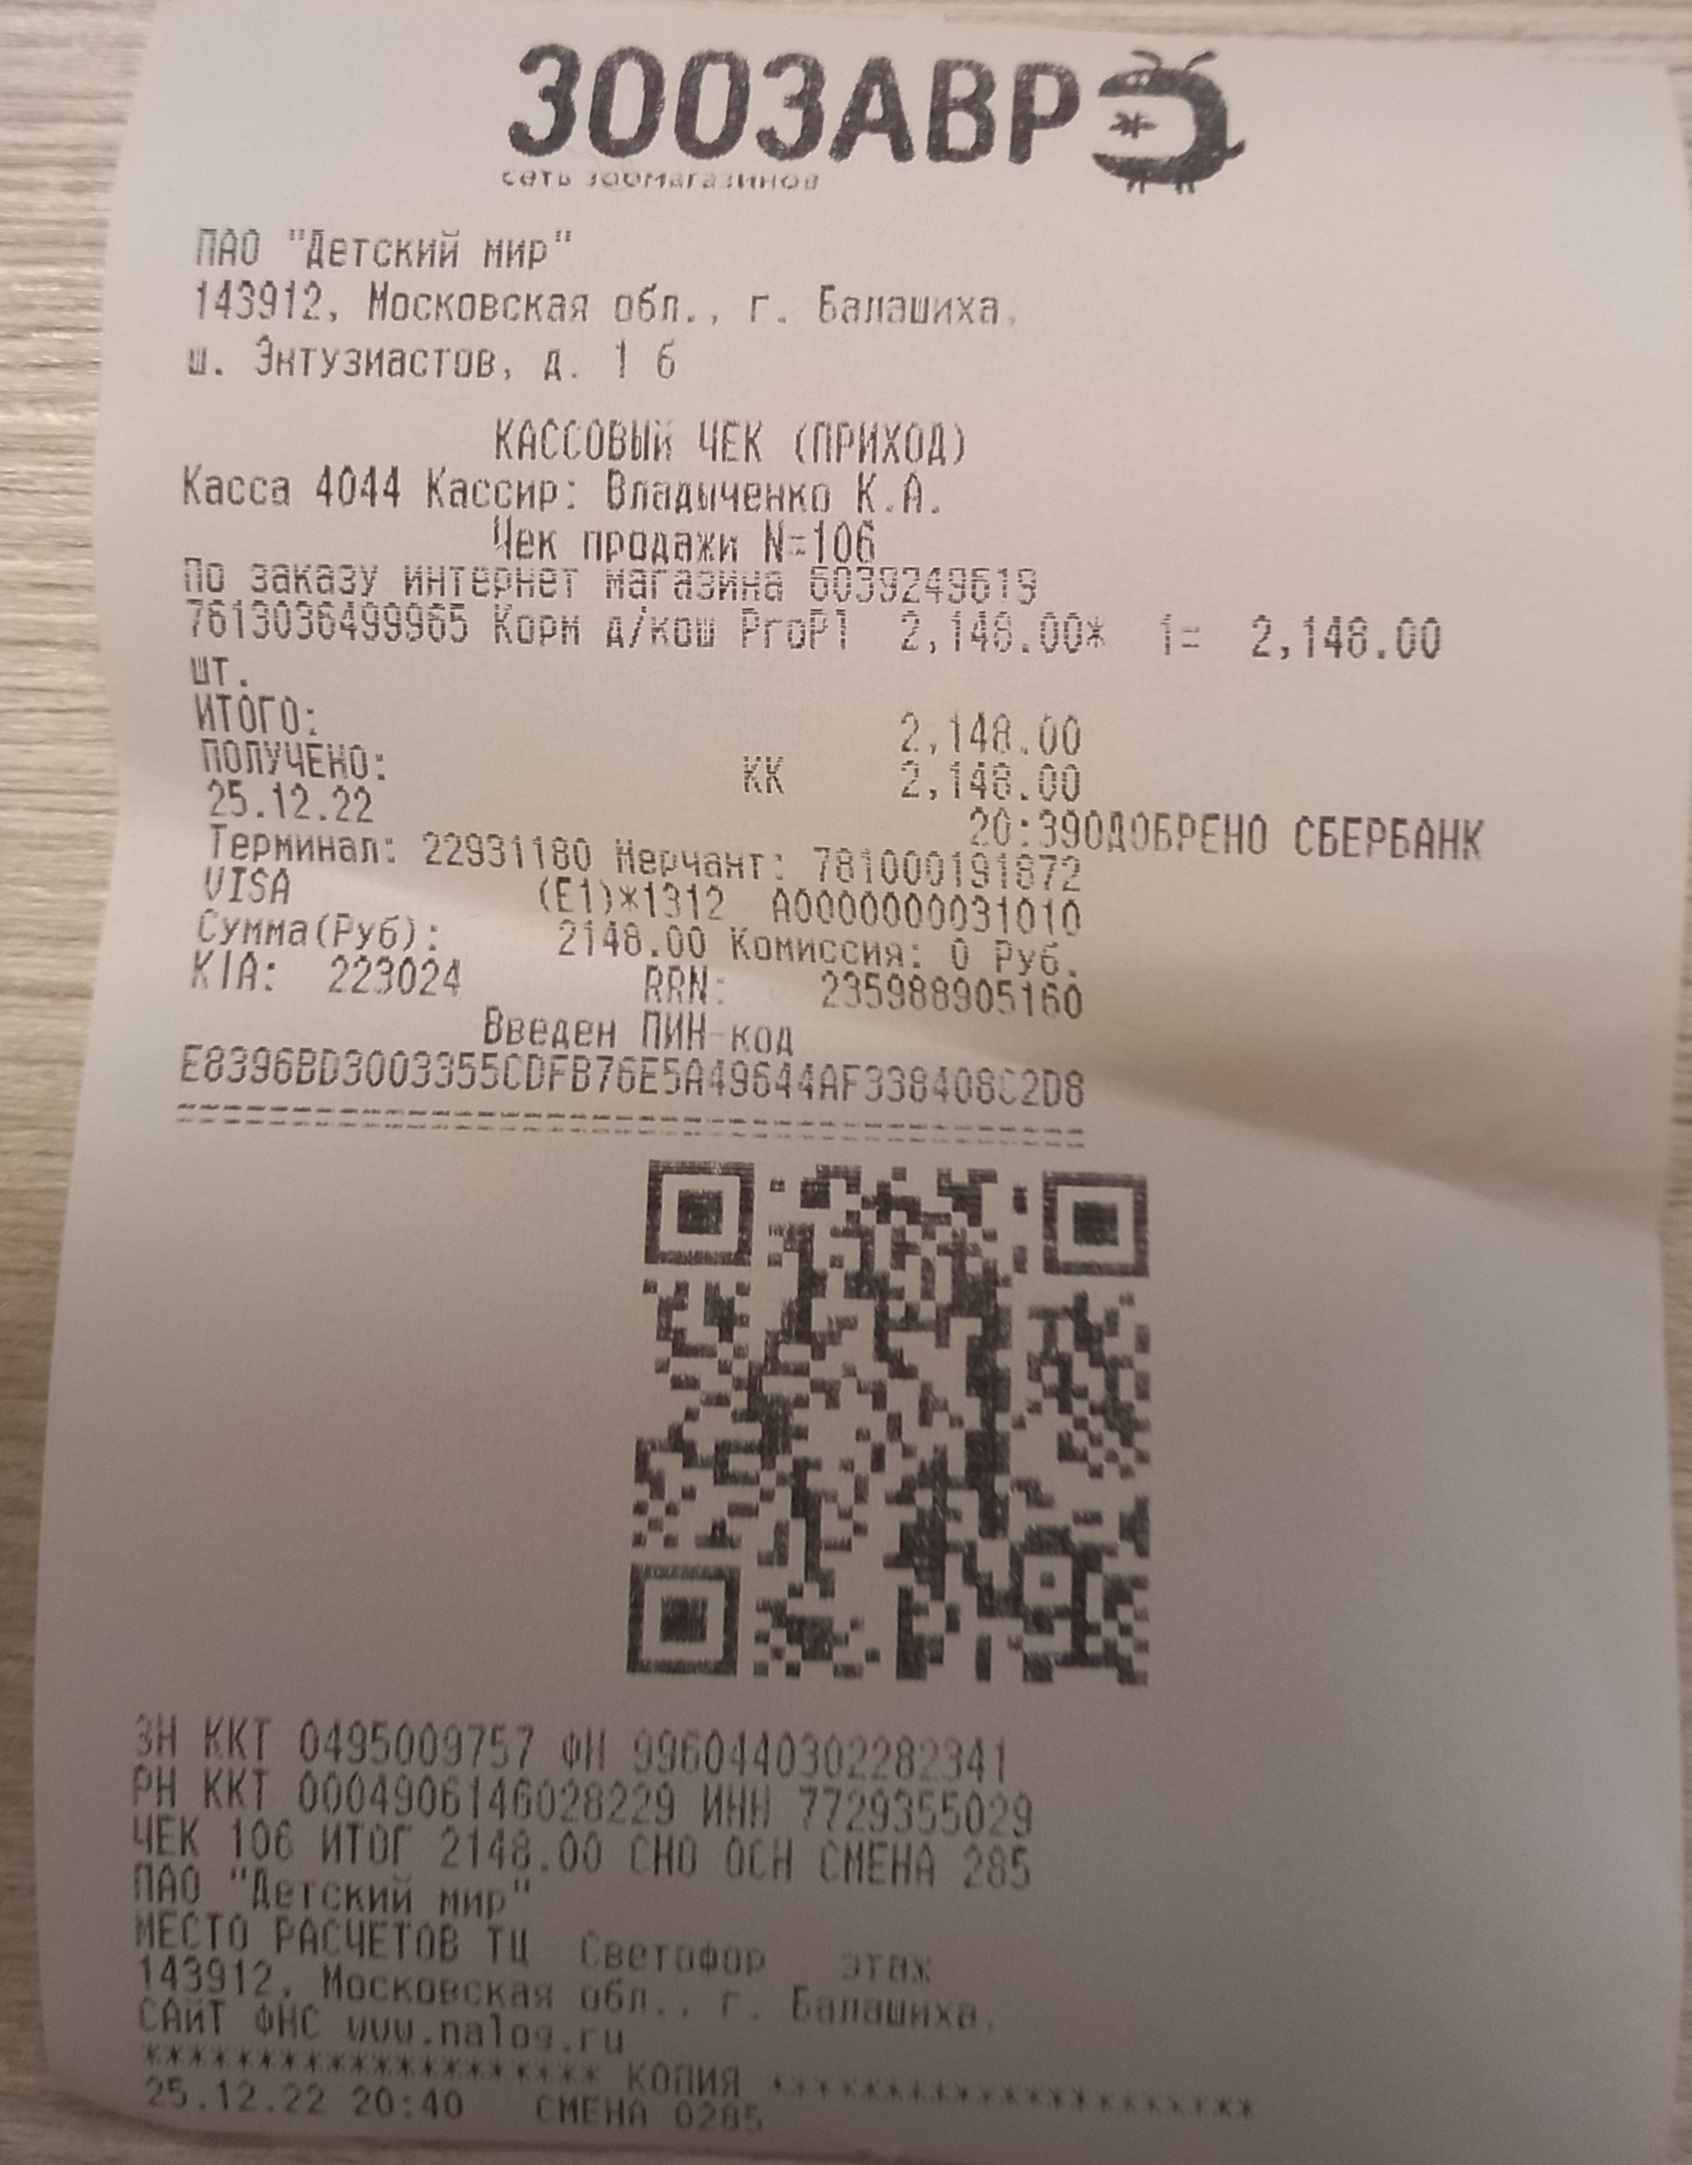 ЗООЗАВР
сеть зоомагазинов
ПАО "Детский мир"
143912, Московская обл., г. Балашиха,
ш. Энтузиастов, д. 1 б
КАССОВЫЙ ЧЕК (ПРИХОД)
Касса 4044 Кассир: Владыченко К.А.
Чек продажи N=106
По заказу интернет магазина 6039249619
7613036499965 Корм д/кош ProPl 2,148.00* 1= 2,148.00
шт.
ИТОГО: 2,148.00
ПОЛУЧЕНО: КК 2,148.00
25.12.22 20:39ОДОБРЕНО СБЕРБАНК
Терминал: 22931180 Мерчант: 781000191872
VISA (E1)*1312 A0000000031010
Сумма(Руб): 2148.00 Комиссия: 0 Руб.
К/А: 223024 RRN: 235988905160
Введен ПИН-код
E8396BD3003355CDFB76E5A49644AF338408C2D8
========================================
ЗН ККТ 0495009757 ФН 9960440302282341
РН ККТ 0004906146028229 ИНН 7729355029
ЧЕК 106 ИТОГ 2148.00 СНО ОСН СМЕНА 285
ПАО "Детский мир"
МЕСТО РАСЧЕТОВ ТЦ Светофор этаж
143912, Московская обл., г. Балашиха,
САЙТ ФНС www.nalog.ru
******************** КОПИЯ *********************
25.12.22 20:40 СМЕНА 0285